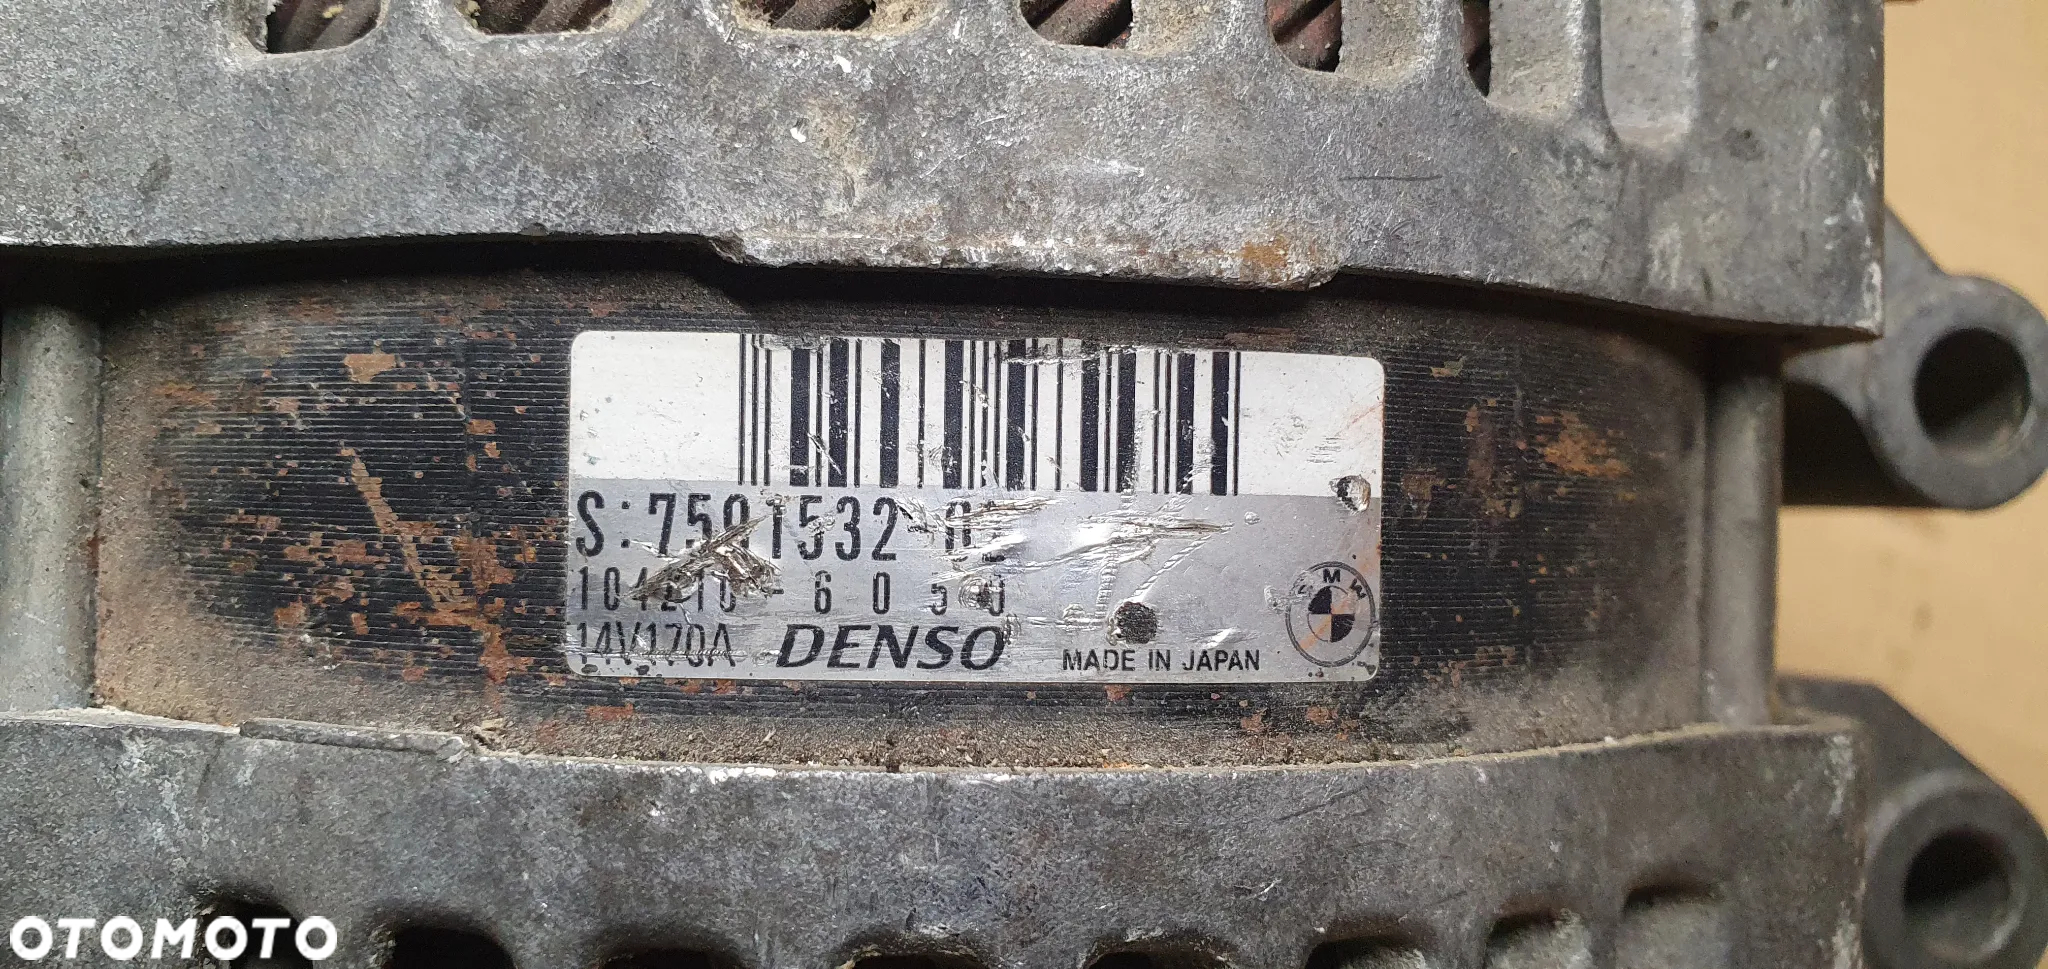 S:7591532-0
104210-6050
14V170A DENSO MADE IN JAPAN
BMW
OTOMOTO